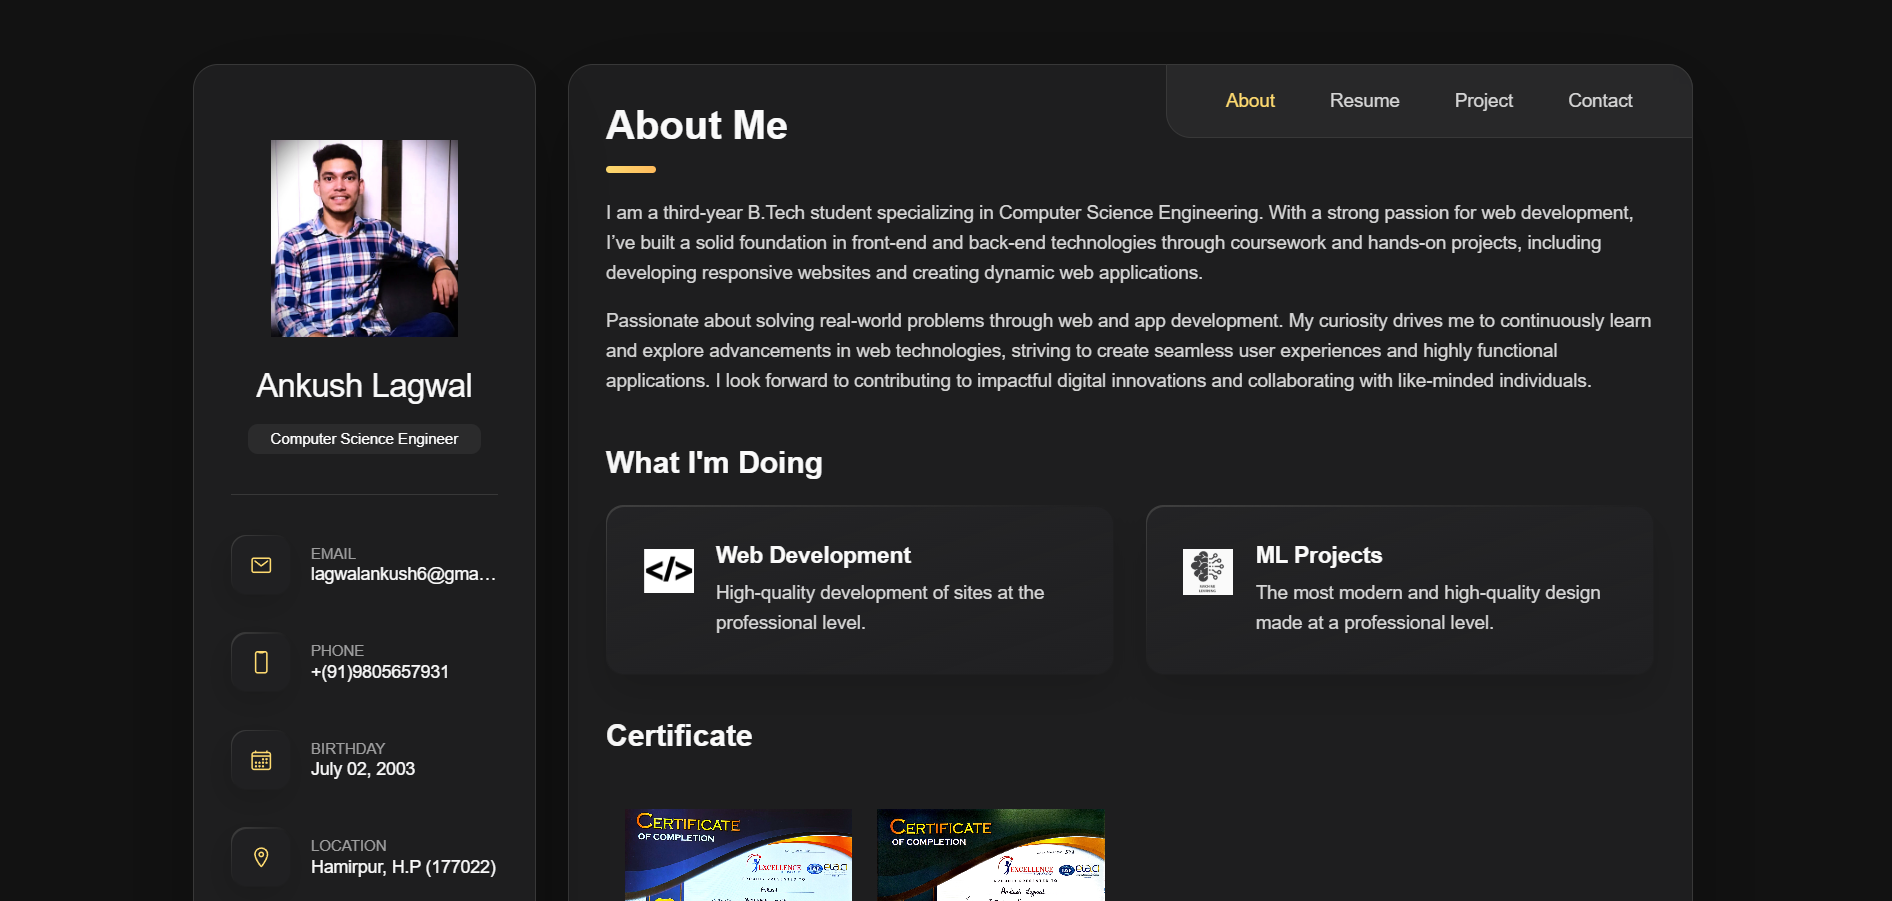 Ankush Lagwal
Computer Science Engineer
EMAIL
lagwalankush6@gma...
PHONE
+(91)9805657931
BIRTHDAY
July 02, 2003
LOCATION
Hamirpur, H.P (177022)
About
Resume
Project
Contact
About Me
I am a third-year B.Tech student specializing in Computer Science Engineering. With a strong passion for web development,
I’ve built a solid foundation in front-end and back-end technologies through coursework and hands-on projects, including
developing responsive websites and creating dynamic web applications.
Passionate about solving real-world problems through web and app development. My curiosity drives me to continuously learn
and explore advancements in web technologies, striving to create seamless user experiences and highly functional
applications. I look forward to contributing to impactful digital innovations and collaborating with like-minded individuals.
What I'm Doing
</>
Web Development
High-quality development of sites at the
professional level.
ML Projects
The most modern and high-quality design
made at a professional level.
Certificate
CERTIFICATE
OF COMPLETION
EXCELLENCE
CERTIFICATE
OF COMPLETION
EXCELLENCE
Ankush Lagwal